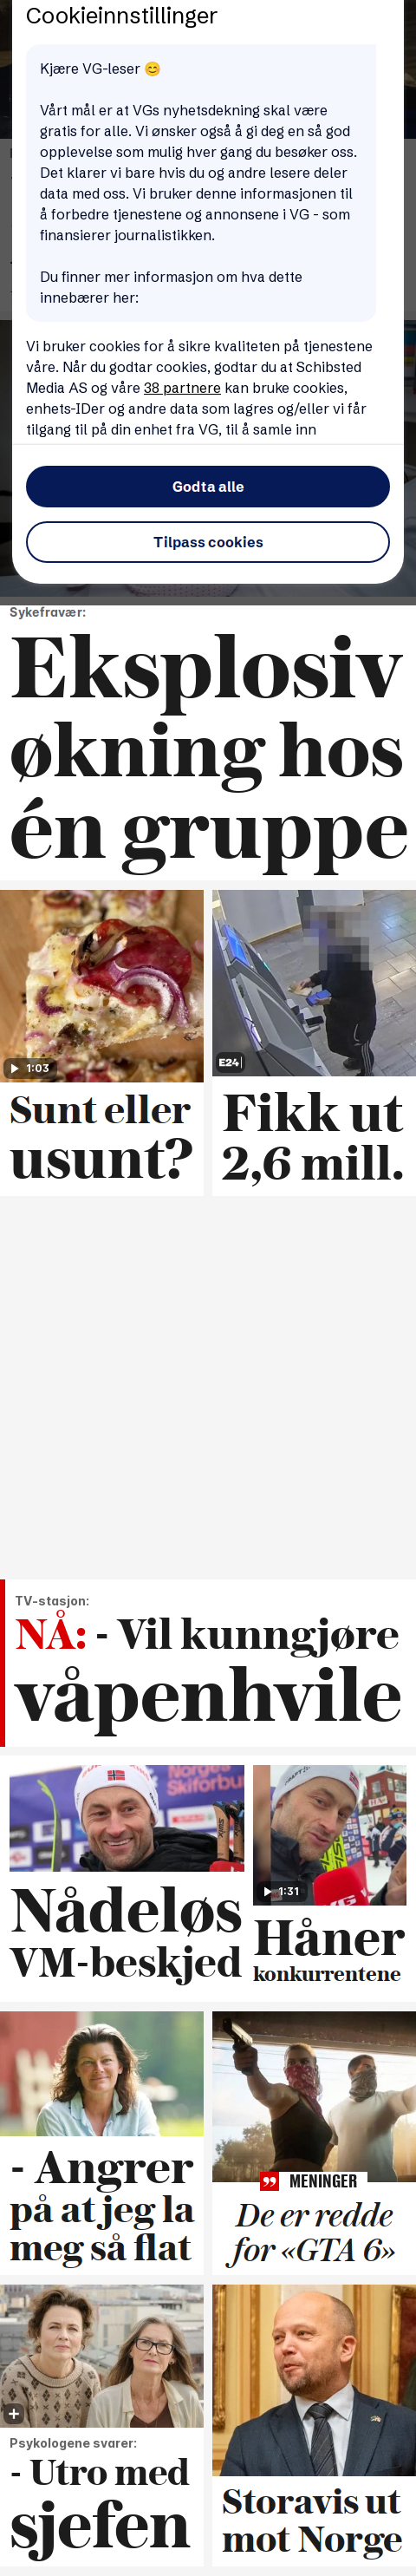 Cookieinnstillinger
Kjære VG-leser 😊
Vårt mål er at VGs nyhetsdekning skal være
gratis for alle. Vi ønsker også å gi deg en så god
opplevelse som mulig hver gang du besøker oss.
Det klarer vi bare hvis du og andre lesere deler
data med oss. Vi bruker denne informasjonen til
å forbedre tjenestene og annonsene i VG - som
finansierer journalistikken.
Du finner mer informasjon om hva dette
innebærer her:
Vi bruker cookies for å sikre kvaliteten på tjenestene
våre. Når du godtar cookies, godtar du at Schibsted
Media AS og våre 38 partnere kan bruke cookies,
enhets-IDer og andre data som lagres og/eller vi får
tilgang til på din enhet fra VG, til å samle inn
Godta alle
Tilpass cookies
Sykefravær:
Eksplosiv
økning hos
én gruppe
1:03
Sunt eller
usunt?
E24
Fikk ut
2,6 mill.
TV-stasjon:
NÅ: - Vil kunngjøre
våpenhvile
Nådeløs
VM-beskjed
1:31
Håner
konkurrentene
- Angrer
på at jeg la
meg så flat
MENINGER
De er redde
for «GTA 6»
Psykologene svarer:
- Utro med
sjefen
Storavis ut
mot Norge